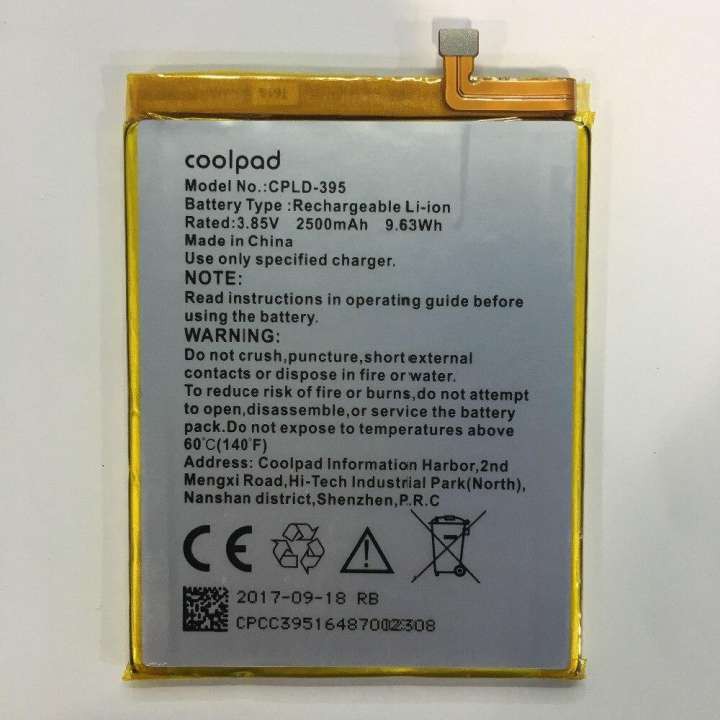 coolpad
Model No.:CPLD-395
Battery Type :Rechargeable Li-ion
Rated:3.85V 2500mAh 9.63Wh
Made in China
Use only specified charger.
NOTE:
Read instructions in operating guide before
using the battery.
WARNING:
Do not crush,puncture,short external
contacts or dispose in fire or water.
To reduce risk of fire or burns,do not attempt
to open,disassemble,or service the battery
pack.Do not expose to temperatures above
60℃(140°F)
Address: Coolpad Information Harbor,2nd
Mengxi Road,Hi-Tech Industrial Park(North),
Nanshan district,Shenzhen,P.R.C
CE
2017-09-18 RB